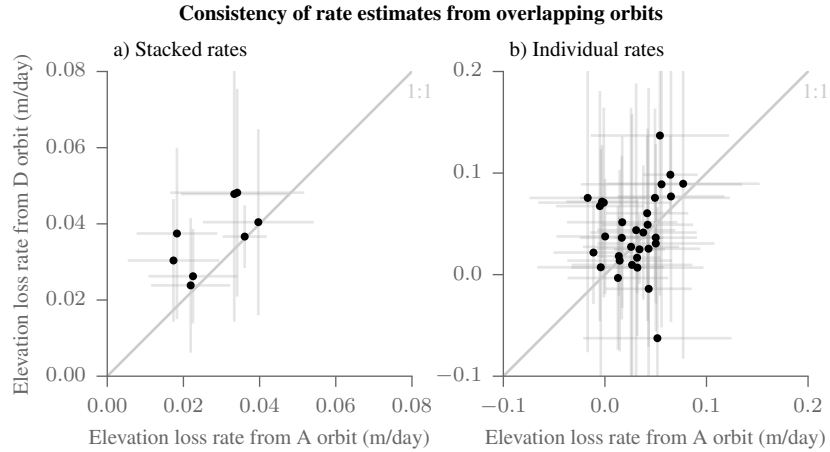 Consistency of rate estimates from overlapping orbits
a) Stacked rates
b) Individual rates
Elevation loss rate from D orbit (m/day)
0.08
0.06
0.04
0.02
0.00
1:1
0.00 0.02 0.04 0.06 0.08
Elevation loss rate from A orbit (m/day)
0.2
0.1
0.0
−0.1
1:1
−0.1 0.0 0.1 0.2
Elevation loss rate from A orbit (m/day)